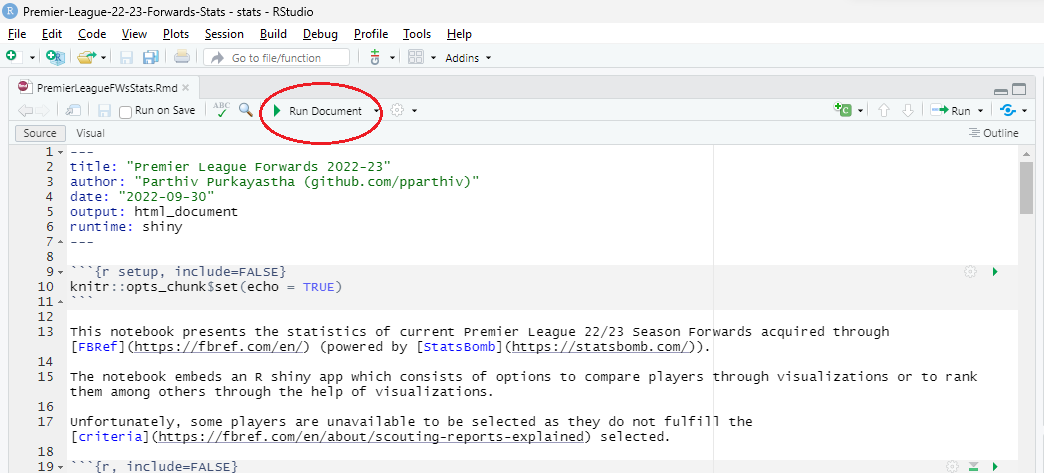 Premier-League-22-23-Forwards-Stats - stats - RStudio
File Edit Code View Plots Session Build Debug Profile Tools Help
Go to file/function Addins
PremierLeagueFWsStats.Rmd
Run on Save ABC Run Document Run
Source Visual Outline
1 ---
2 title: "Premier League Forwards 2022-23"
3 author: "Parthiv Purkayastha (github.com/pparthiv)"
4 date: "2022-09-30"
5 output: html_document
6 runtime: shiny
7 ---
8
9 ```{r setup, include=FALSE}
10 knitr::opts_chunk$set(echo = TRUE)
11 ```
12
13 This notebook presents the statistics of current Premier League 22/23 Season Forwards acquired through
[FBRef](https://fbref.com/en/) (powered by [StatsBomb](https://statsbomb.com/)).
14
15 The notebook embeds an R shiny app which consists of options to compare players through visualizations or to rank
them among others through the help of visualizations.
16
17 Unfortunately, some players are unavailable to be selected as they do not fulfill the
[criteria](https://fbref.com/en/about/scouting-reports-explained) selected.
18
19 ```{r, include=FALSE}